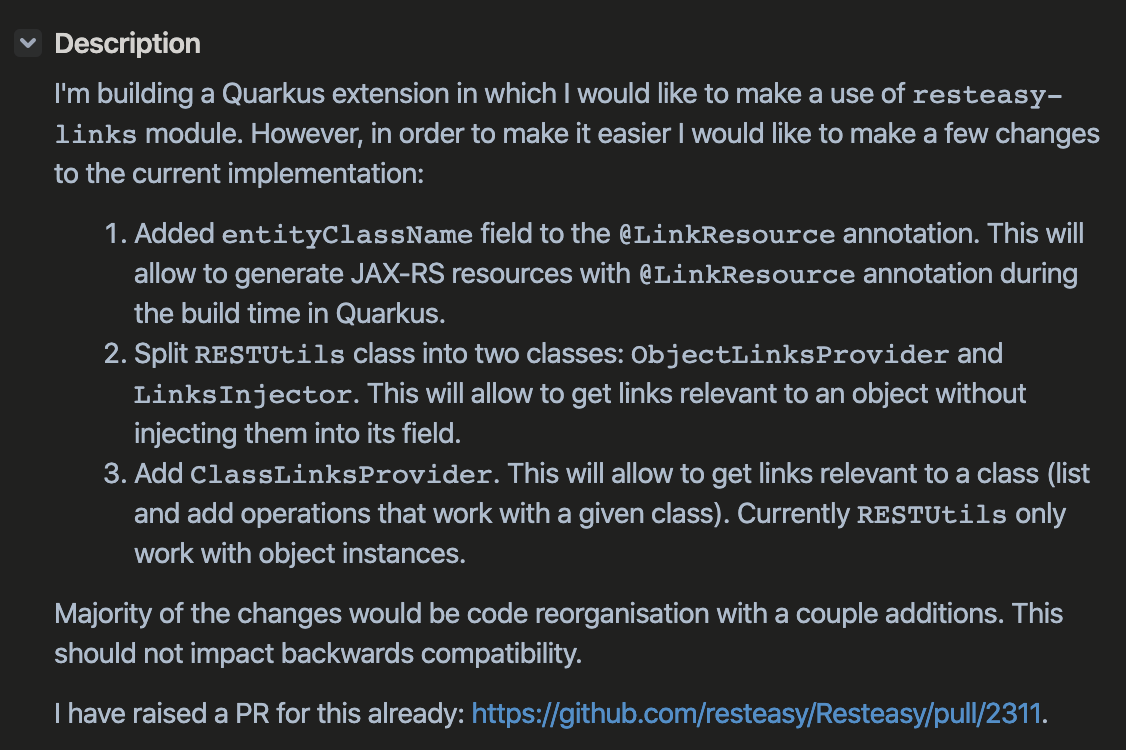 Description
I'm building a Quarkus extension in which I would like to make a use of resteasy-
links module. However, in order to make it easier I would like to make a few changes
to the current implementation:
1. Added entityClassName field to the @LinkResource annotation. This will
allow to generate JAX-RS resources with @LinkResource annotation during
the build time in Quarkus.
2. Split RESTUtils class into two classes: ObjectLinksProvider and
LinksInjector. This will allow to get links relevant to an object without
injecting them into its field.
3. Add ClassLinksProvider. This will allow to get links relevant to a class (list
and add operations that work with a given class). Currently RESTUtils only
work with object instances.
Majority of the changes would be code reorganisation with a couple additions. This
should not impact backwards compatibility.
I have raised a PR for this already: https://github.com/resteasy/Resteasy/pull/2311.